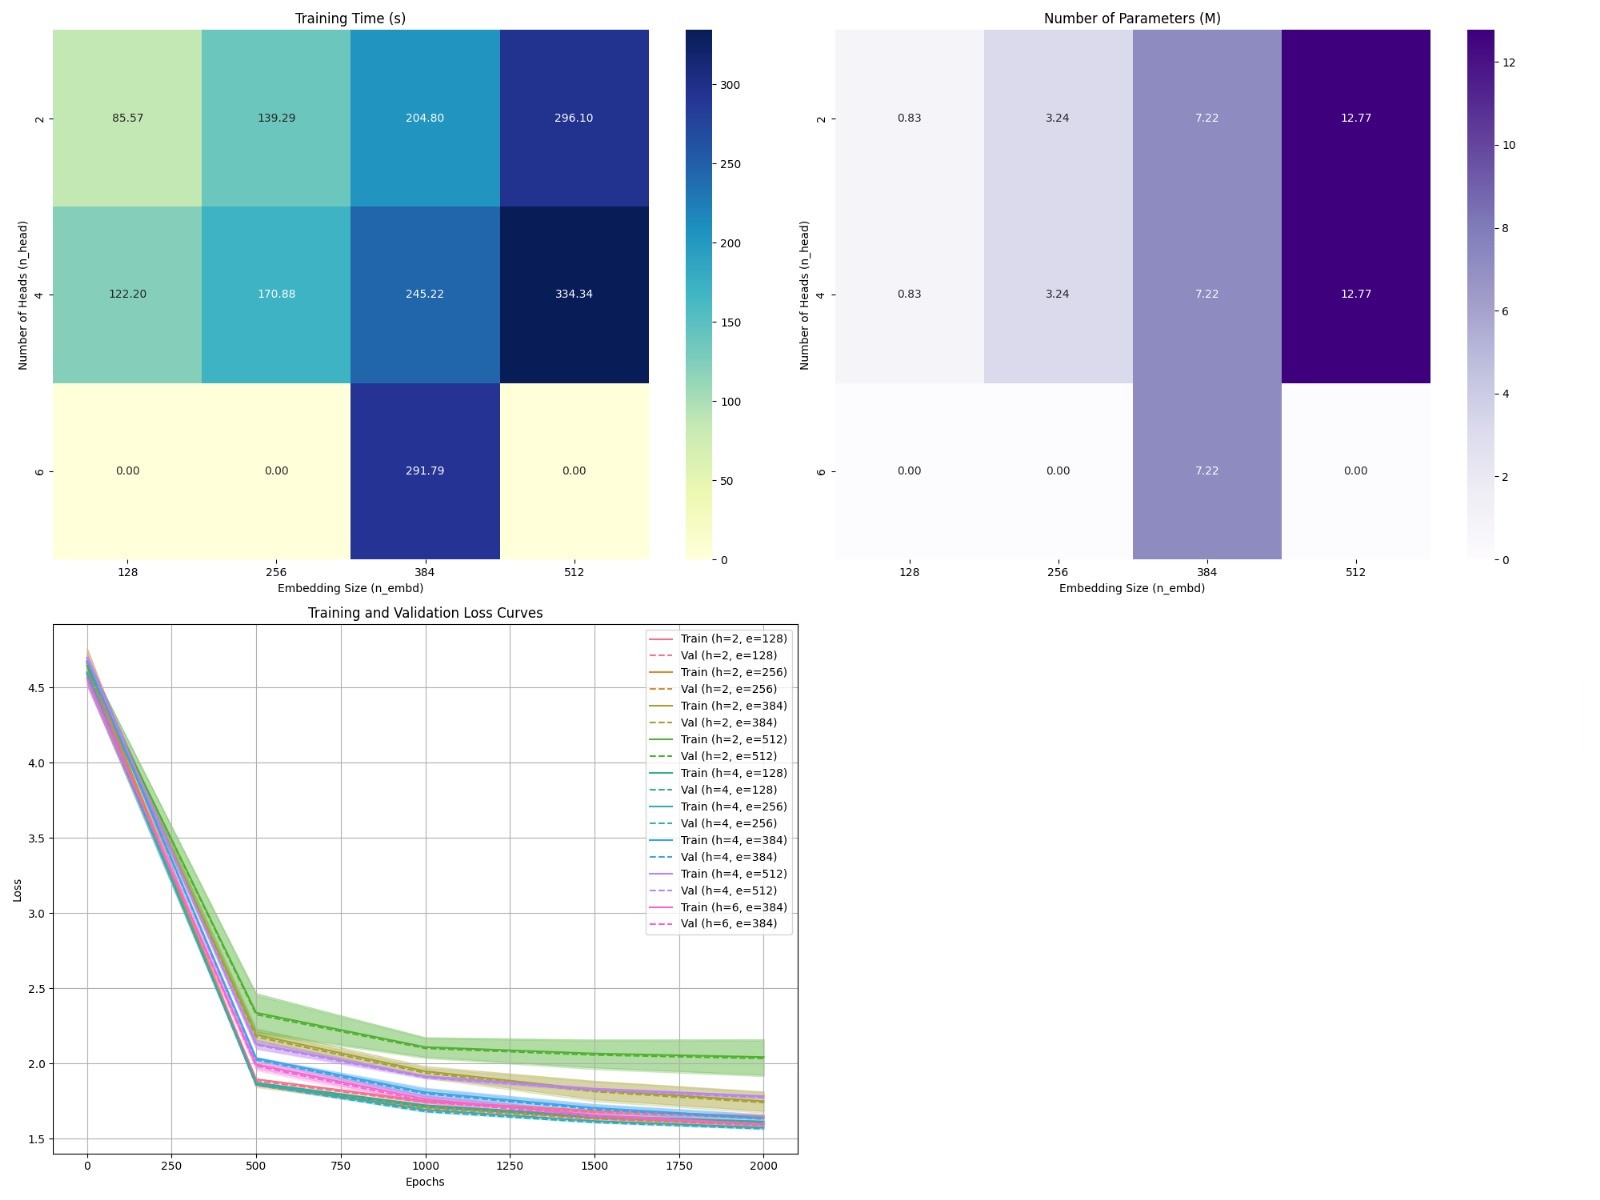 Training Time (s)
85.57 139.29 204.80 296.10
122.20 170.88 245.22 334.34
0.00 0.00 291.79 0.00
2
4
6
Number of Heads (n_head)
128 256 384 512
Embedding Size (n_embd)
300
250
200
150
100
50
0
Number of Parameters (M)
0.83 3.24 7.22 12.77
0.83 3.24 7.22 12.77
0.00 0.00 7.22 0.00
2
4
6
Number of Heads (n_head)
128 256 384 512
Embedding Size (n_embd)
12
10
8
6
4
2
0
Training and Validation Loss Curves
4.5
4.0
3.5
3.0
2.5
2.0
1.5
Loss
Train (h=2, e=128)
Val (h=2, e=128)
Train (h=2, e=256)
Val (h=2, e=256)
Train (h=2, e=384)
Val (h=2, e=384)
Train (h=2, e=512)
Val (h=2, e=512)
Train (h=4, e=128)
Val (h=4, e=128)
Train (h=4, e=256)
Val (h=4, e=256)
Train (h=4, e=384)
Val (h=4, e=384)
Train (h=4, e=512)
Val (h=4, e=512)
Train (h=6, e=384)
Val (h=6, e=384)
0 250 500 750 1000 1250 1500 1750 2000
Epochs